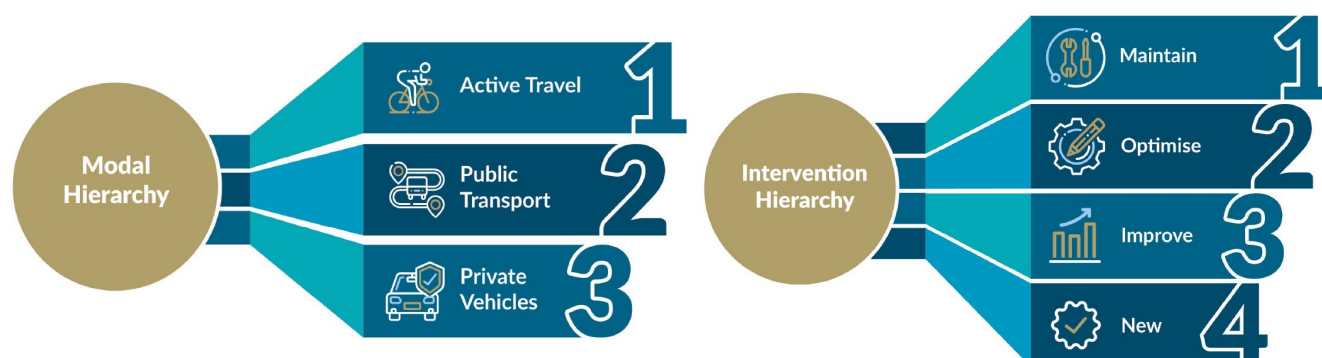 Modal
Hierarchy
Active Travel
1
Public
Transport
2
Private
Vehicles
3
Intervention
Hierarchy
Maintain
1
Optimise
2
Improve
3
New
4